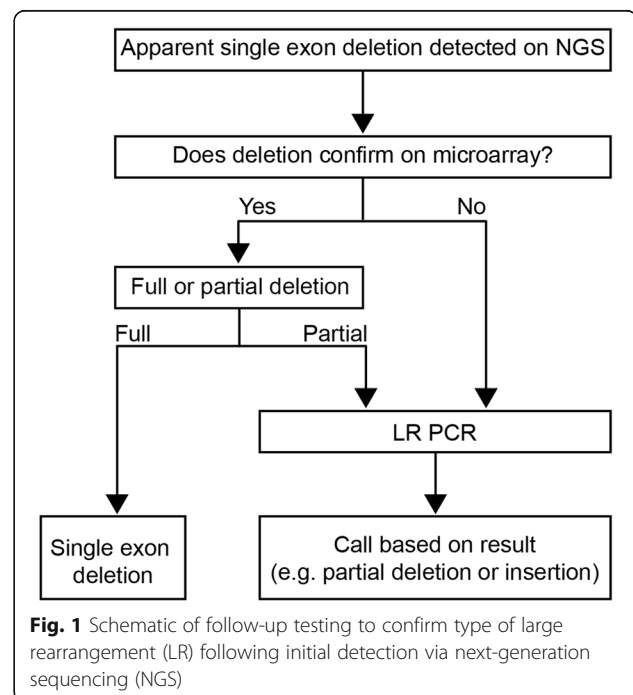 Apparent single exon deletion detected on NGS
Does deletion confirm on microarray?
Yes
No
Full or partial deletion
Full
Partial
LR PCR
Single exon
deletion
Call based on result
(e.g. partial deletion or insertion)
Fig. 1 Schematic of follow-up testing to confirm type of large
rearrangement (LR) following initial detection via next-generation
sequencing (NGS)